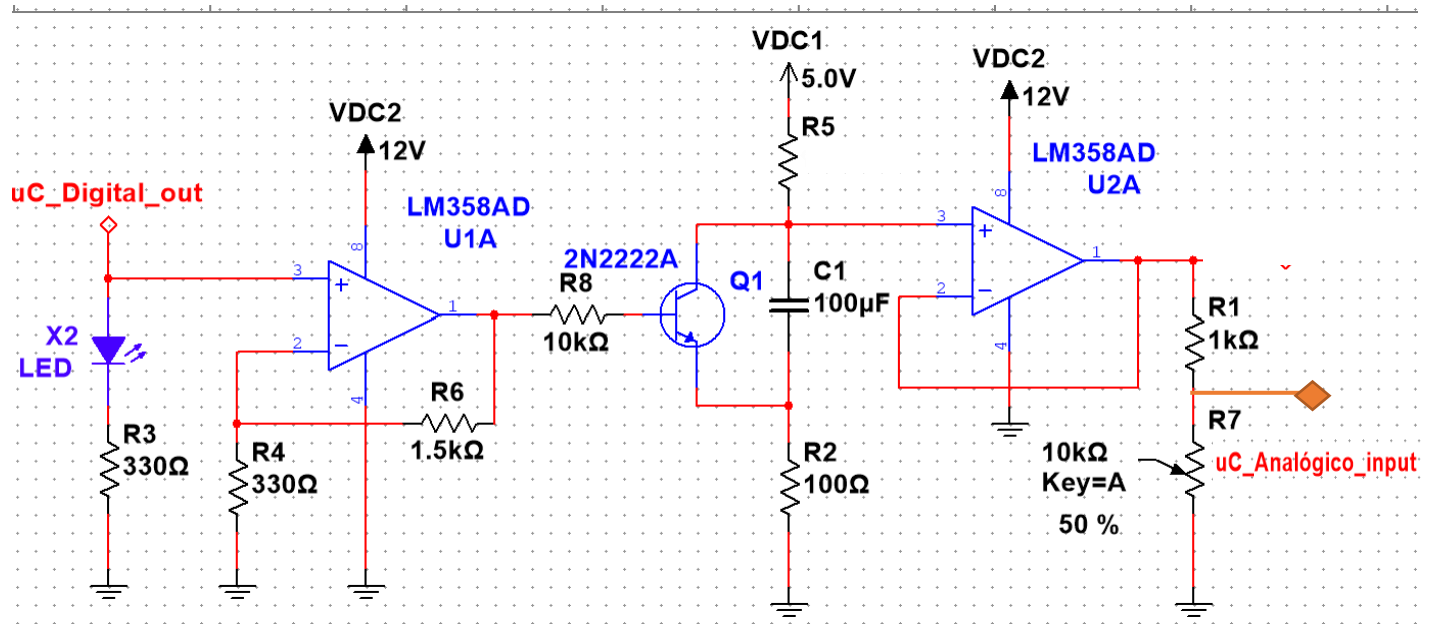 uC_Digital_out
X2
LED
R3
330Ω
R4
330Ω
VDC2
12V
LM358AD
U1A
3
2
8
4
1
+
−
R6
1.5kΩ
R8
10kΩ
2N2222A
Q1
VDC1
5.0V
R5
C1
100µF
R2
100Ω
VDC2
12V
LM358AD
U2A
3
2
8
4
1
+
−
R1
1kΩ
R7
10kΩ
Key=A
50 %
uC_Analógico_input